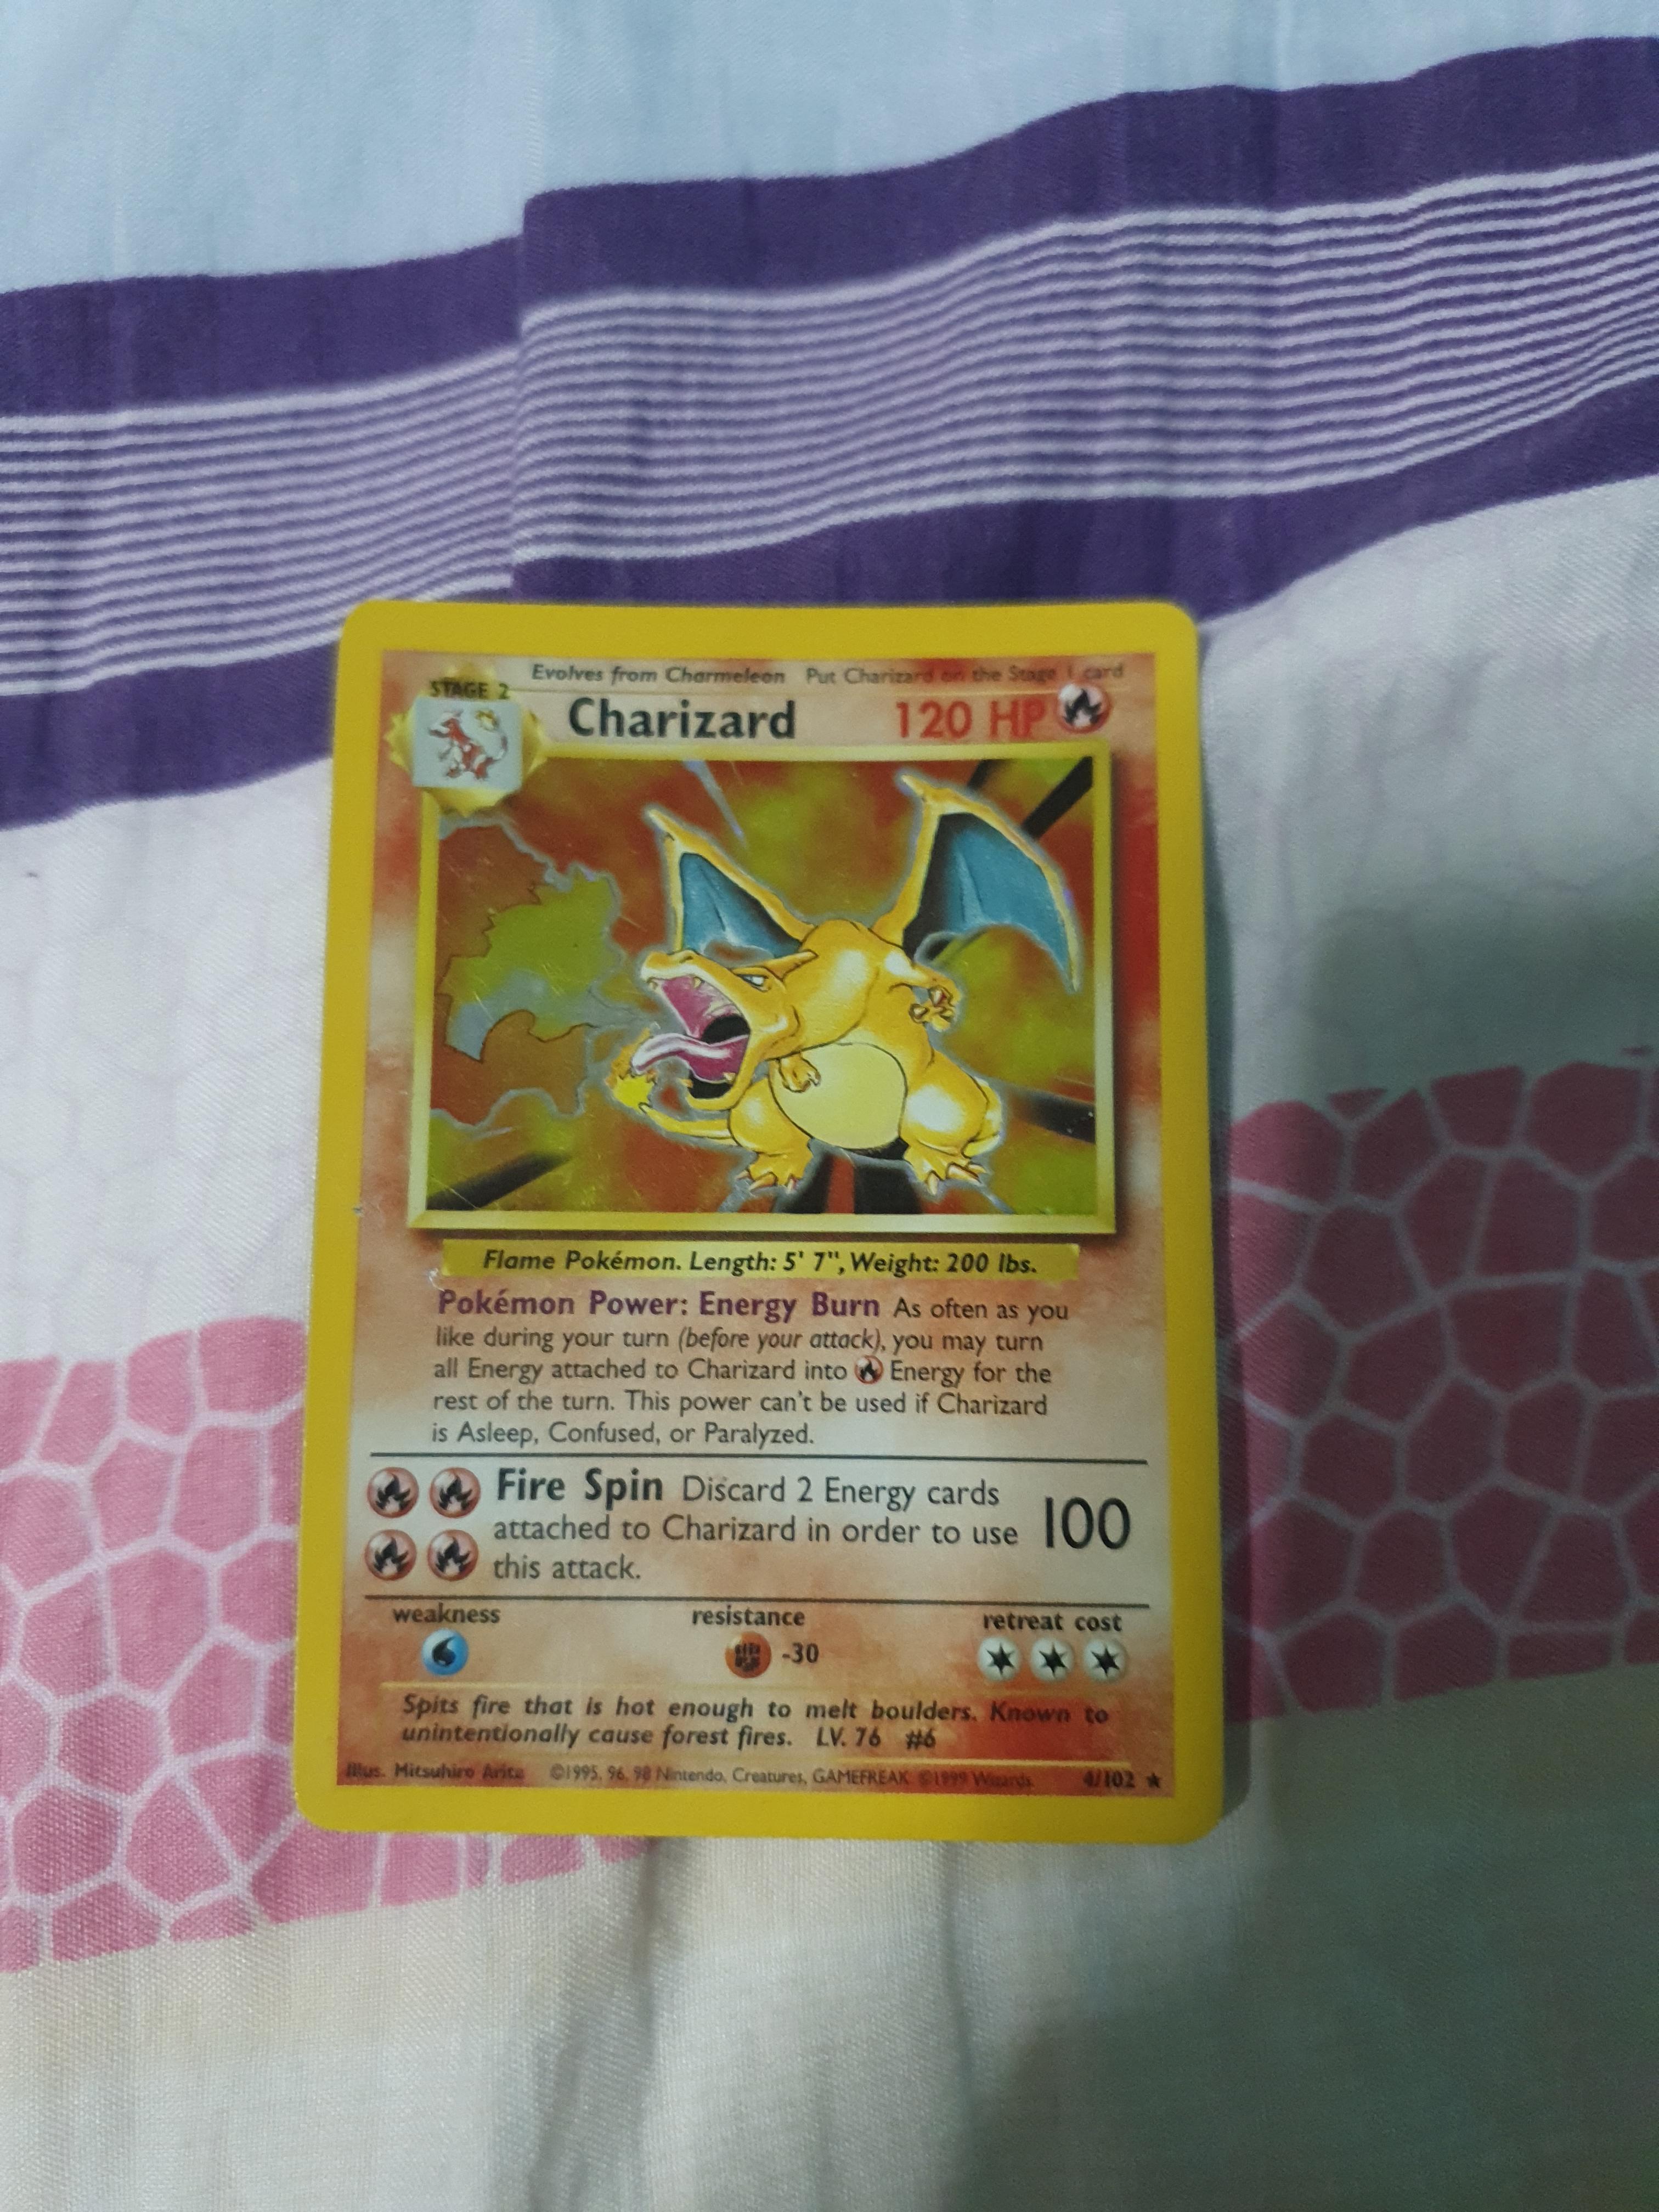 Evolves from Charmeleon Put Charizard on the Stage 1 card
STAGE 2
Charizard 120 HP
Flame Pokémon. Length: 5' 7", Weight: 200 lbs.
Pokémon Power: Energy Burn As often as you
like during your turn (before your attack), you may turn
all Energy attached to Charizard into Energy for the
rest of the turn. This power can't be used if Charizard
is Asleep, Confused, or Paralyzed.
Fire Spin Discard 2 Energy cards
attached to Charizard in order to use 100
this attack.
weakness resistance retreat cost
-30
Spits fire that is hot enough to melt boulders. Known to
unintentionally cause forest fires. LV. 76 #6
Illus. Mitsuhiro Arita ©1995, 96, 98 Nintendo, Creatures, GAMEFREAK. ©1999 Wizards. 4/102 ★